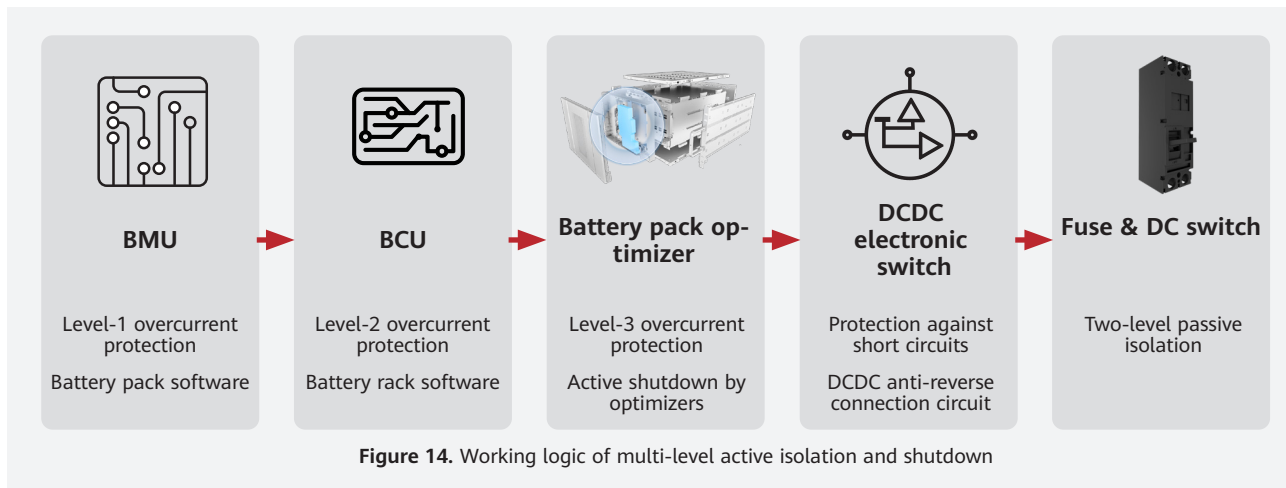 BMU
Level-1 overcurrent
protection
Battery pack software
BCU
Level-2 overcurrent
protection
Battery rack software
Battery pack op-
timizer
Level-3 overcurrent
protection
Active shutdown by
optimizers
DCDC
electronic
switch
Protection against
short circuits
DCDC anti-reverse
connection circuit
Fuse & DC switch
Two-level passive
isolation
Figure 14. Working logic of multi-level active isolation and shutdown